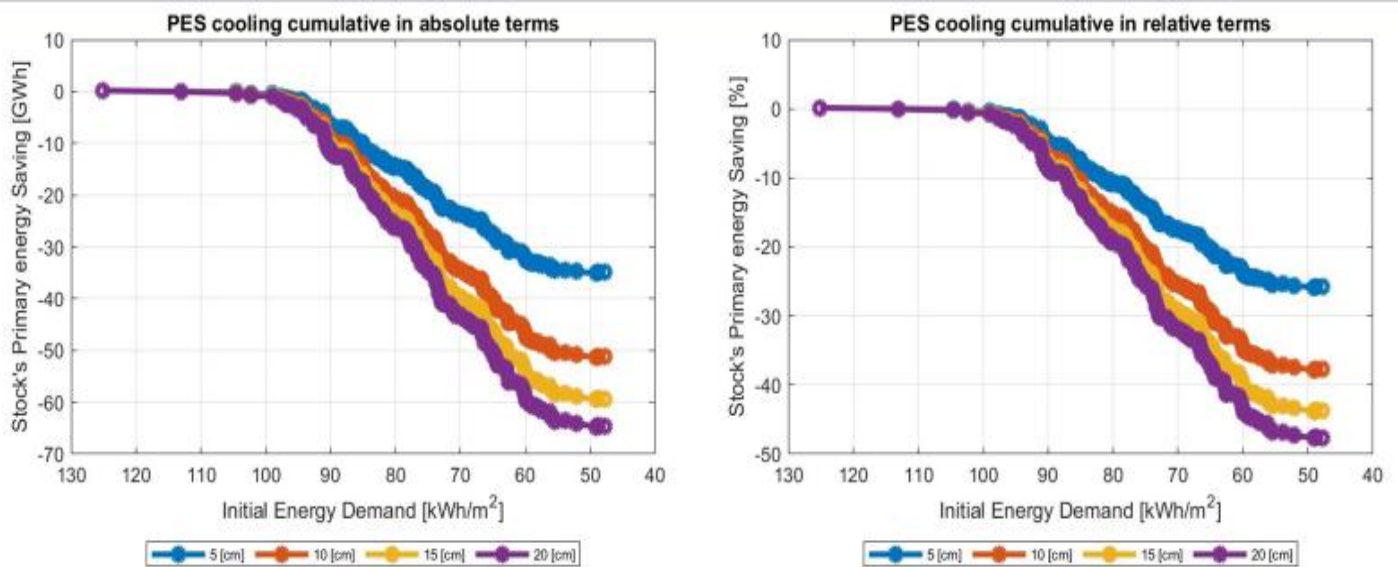 PES cooling cumulative in absolute terms
Stock's Primary energy Saving [GWh]
10
0
-10
-20
-30
-40
-50
-60
-70
130 120 110 100 90 80 70 60 50 40
Initial Energy Demand [kWh/m²]
5 [cm] 10 [cm] 15 [cm] 20 [cm]
PES cooling cumulative in relative terms
Stock's Primary energy Saving [%]
10
0
-10
-20
-30
-40
-50
130 120 110 100 90 80 70 60 50 40
Initial Energy Demand [kWh/m²]
5 [cm] 10 [cm] 15 [cm] 20 [cm]